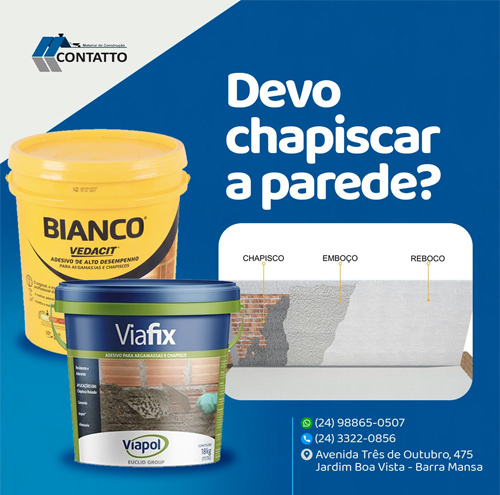 Material de Construção
CONTATTO
Devo
chapiscar
a parede?
BIANCO®
VEDACIT®
ADESIVO DE ALTO DESEMPENHO
PARA ARGAMASSAS E CHAPISCOS
CHAPISCO
EMBOÇO
REBOCO
Viafix
ADESIVO PARA ARGAMASSAS E CHAPISCO
Viapol
EUCLID GROUP
18kg
(24) 98865-0507
(24) 3322-0856
Avenida Três de Outubro, 475
Jardim Boa Vista - Barra Mansa